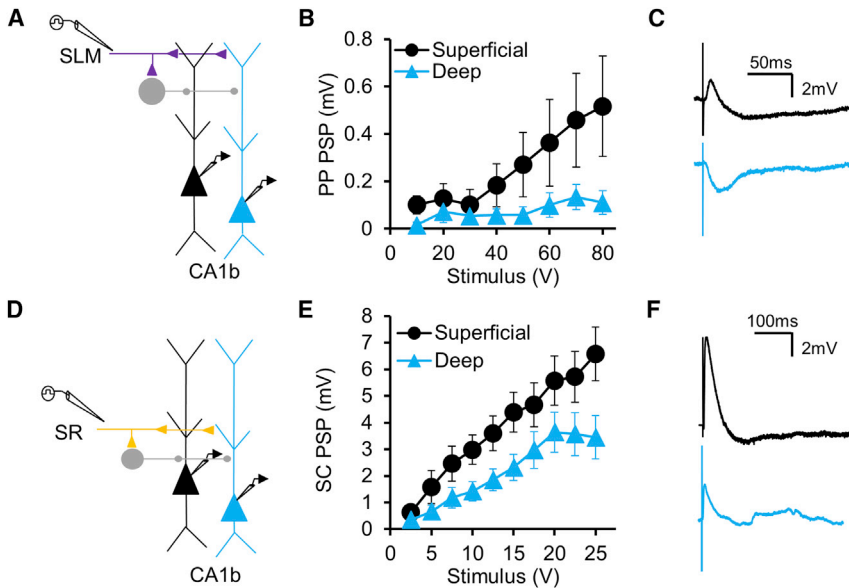 A
SLM
CA1b
B
PP PSP (mV)
0.8
0.6
0.4
0.2
0
Superficial
Deep
0 20 40 60 80
Stimulus (V)
C
50ms
2mV
D
SR
CA1b
E
SC PSP (mV)
8
7
6
5
4
3
2
1
0
Superficial
Deep
0 5 10 15 20 25
Stimulus (V)
F
100ms
2mV